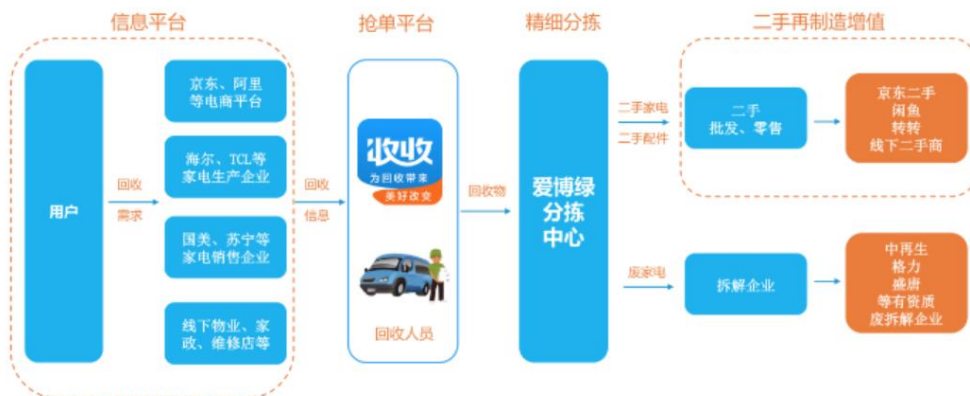 信息平台
抢单平台
精细分拣
二手再制造增值
用户
回收
需求
京东、阿里
等电商平台
海尔、TCL等
家电生产企业
国美、苏宁等
家电销售企业
线下物业、家
政、维修店等
回收
信息
收收
为回收带来
美好改变
回收人员
回收物
爱博绿
分拣
中心
二手家电
二手配件
二手
批发、零售
京东二手
闲鱼
转转
线下二手商
废家电
拆解企业
中再生
格力
盛唐
等有资质
废拆解企业